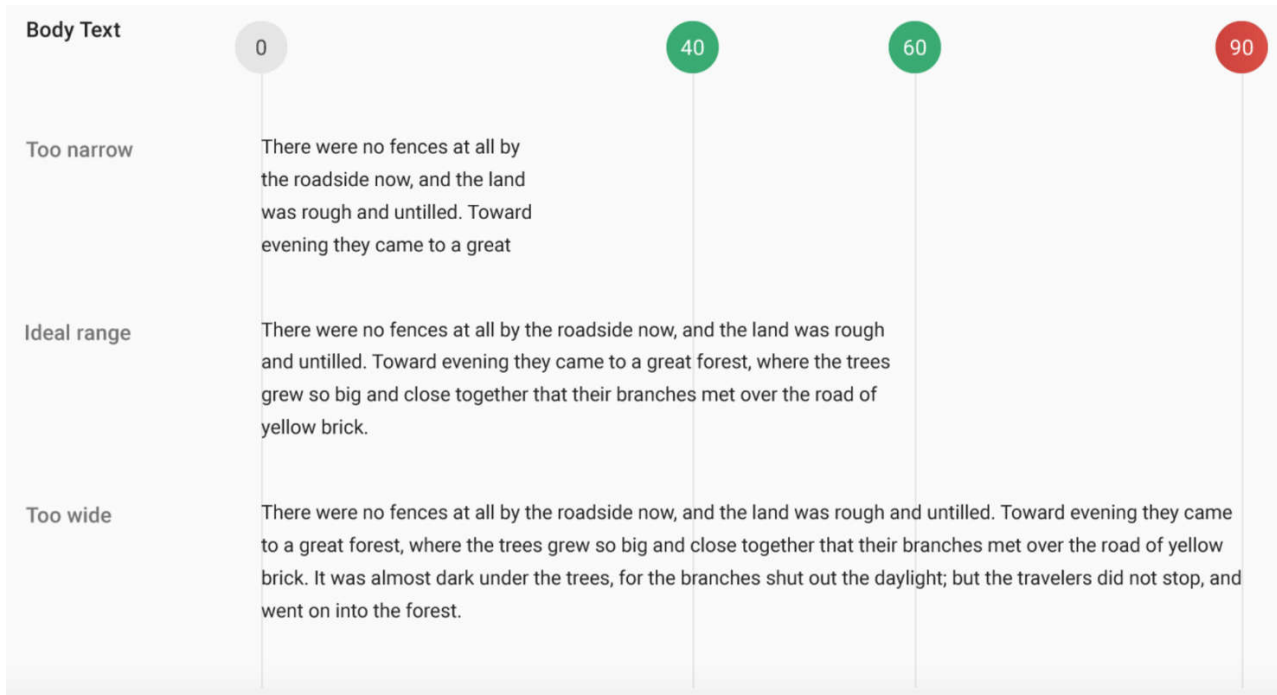 Body Text
0
40
60
90
Too narrow
There were no fences at all by
the roadside now, and the land
was rough and untilled. Toward
evening they came to a great
Ideal range
There were no fences at all by the roadside now, and the land was rough
and untilled. Toward evening they came to a great forest, where the trees
grew so big and close together that their branches met over the road of
yellow brick.
Too wide
There were no fences at all by the roadside now, and the land was rough and untilled. Toward evening they came
to a great forest, where the trees grew so big and close together that their branches met over the road of yellow
brick. It was almost dark under the trees, for the branches shut out the daylight; but the travelers did not stop, and
went on into the forest.